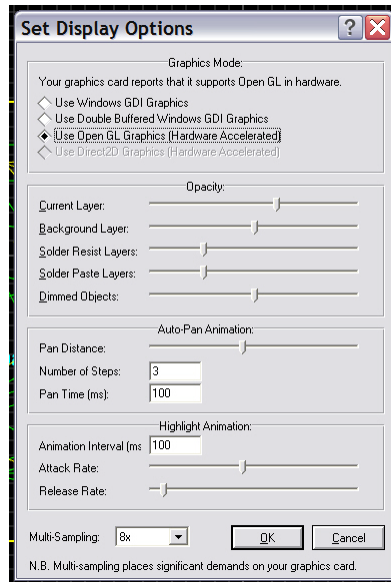 Set Display Options
Graphics Mode:
Your graphics card reports that it supports Open GL in hardware.
Use Windows GDI Graphics
Use Double Buffered Windows GDI Graphics
Use Open GL Graphics (Hardware Accelerated)
Use Direct2D Graphics (Hardware Accelerated)
Opacity:
Current Layer:
Background Layer:
Solder Resist Layers:
Solder Paste Layers:
Dimmed Objects:
Auto-Pan Animation:
Pan Distance:
Number of Steps: 3
Pan Time (ms): 100
Highlight Animation:
Animation Interval (ms 100
Attack Rate:
Release Rate:
Multi-Sampling: 8x OK Cancel
N.B. Multi-sampling places significant demands on your graphics card.